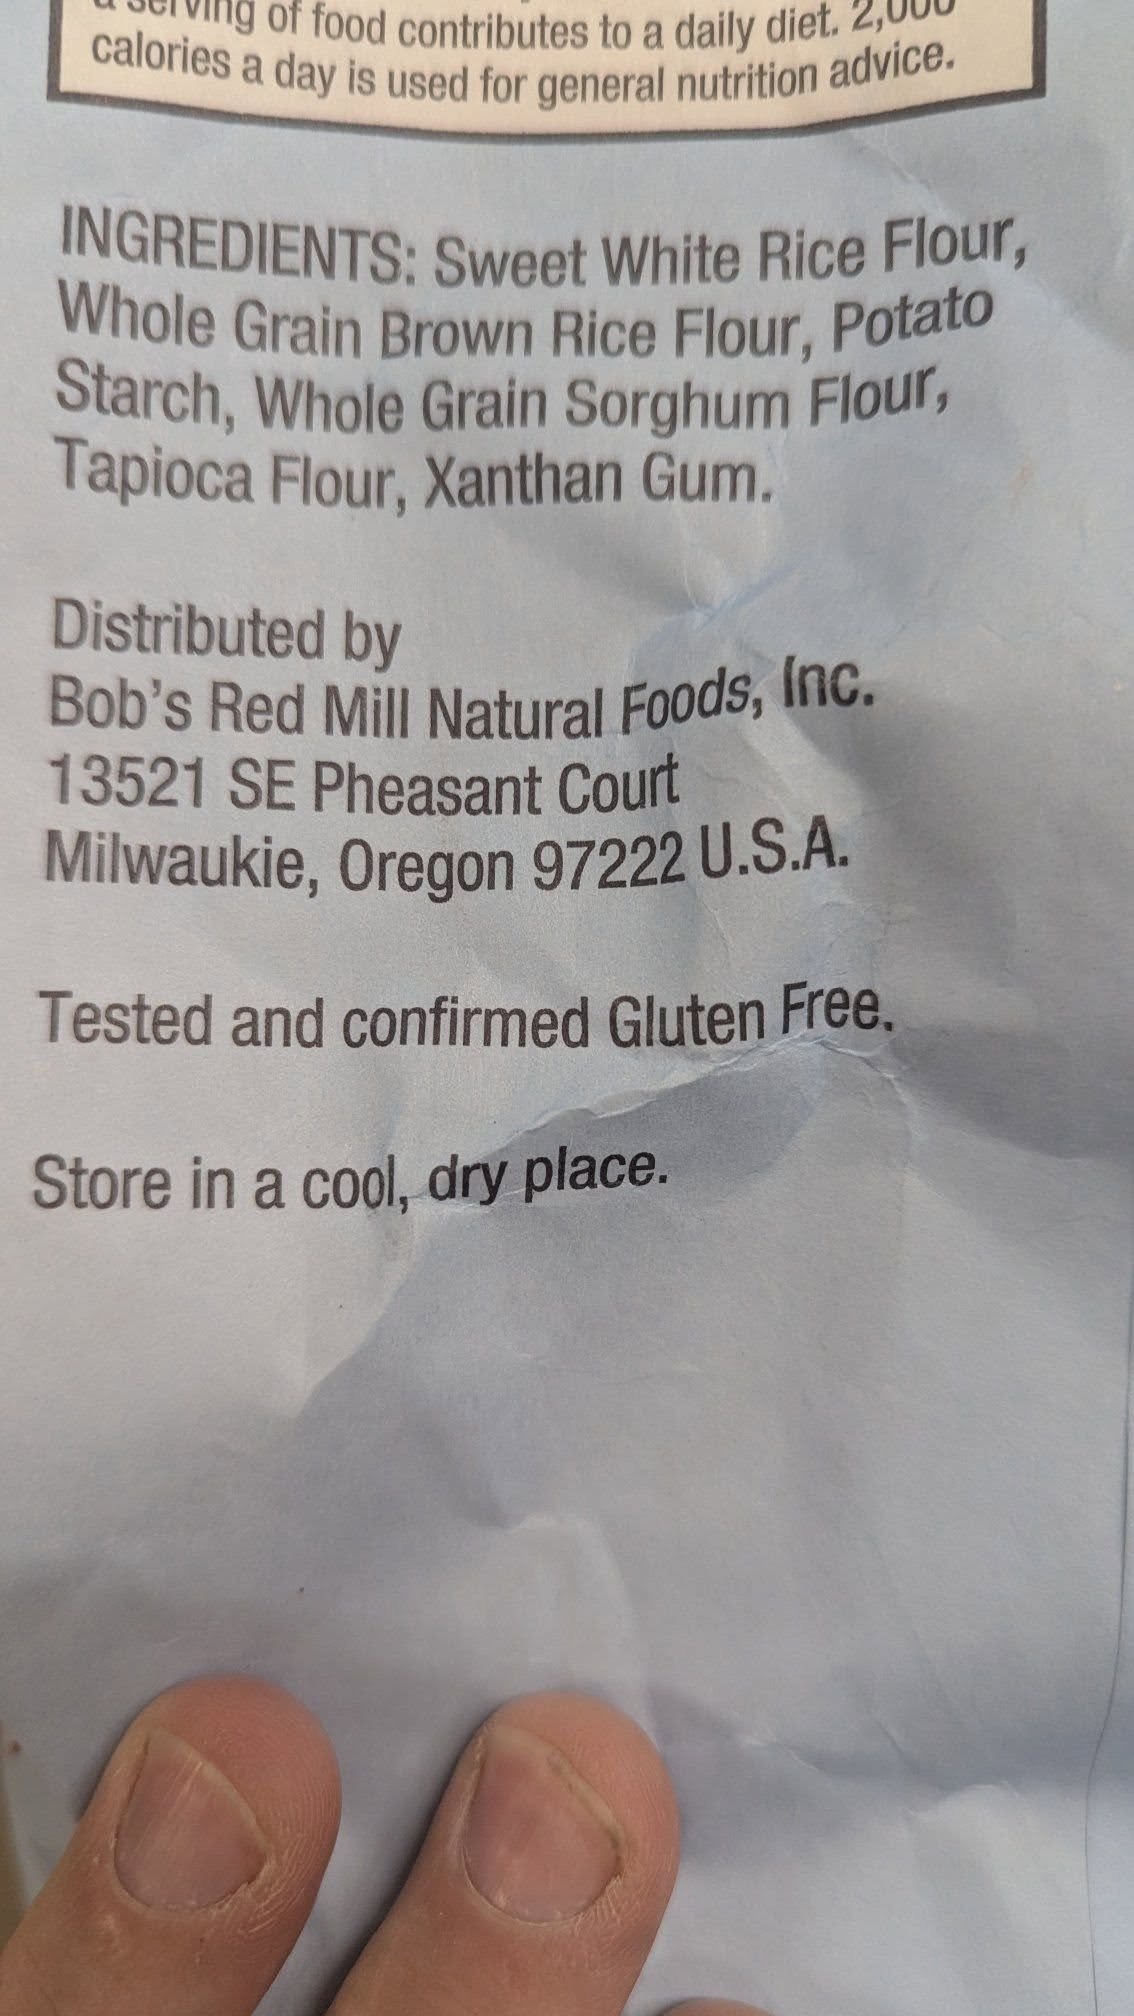 a serving of food contributes to a daily diet. 2,000
calories a day is used for general nutrition advice.
INGREDIENTS: Sweet White Rice Flour,
Whole Grain Brown Rice Flour, Potato
Starch, Whole Grain Sorghum Flour,
Tapioca Flour, Xanthan Gum.
Distributed by
Bob's Red Mill Natural Foods, Inc.
13521 SE Pheasant Court
Milwaukie, Oregon 97222 U.S.A.
Tested and confirmed Gluten Free.
Store in a cool, dry place.